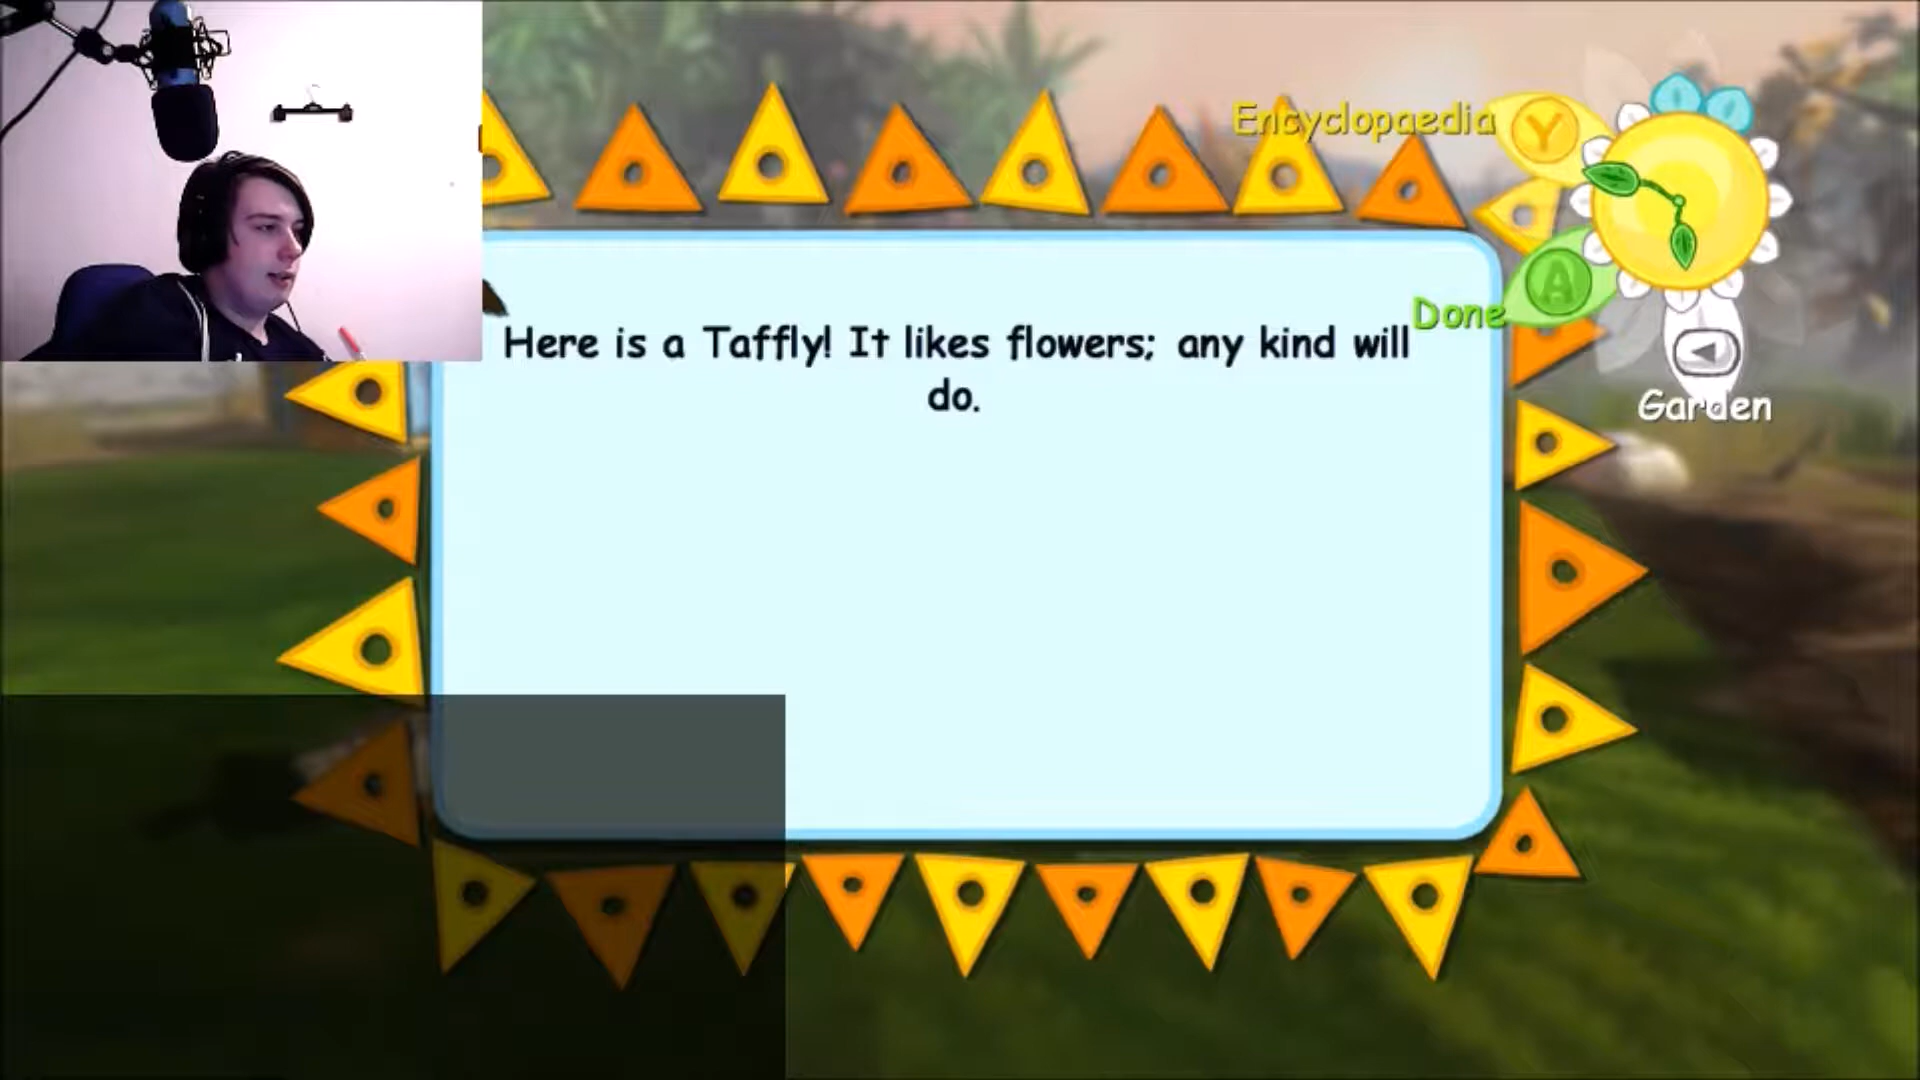 Encyclopaedia Y
Done A
Here is a Taffly! It likes flowers; any kind will
do.
Garden